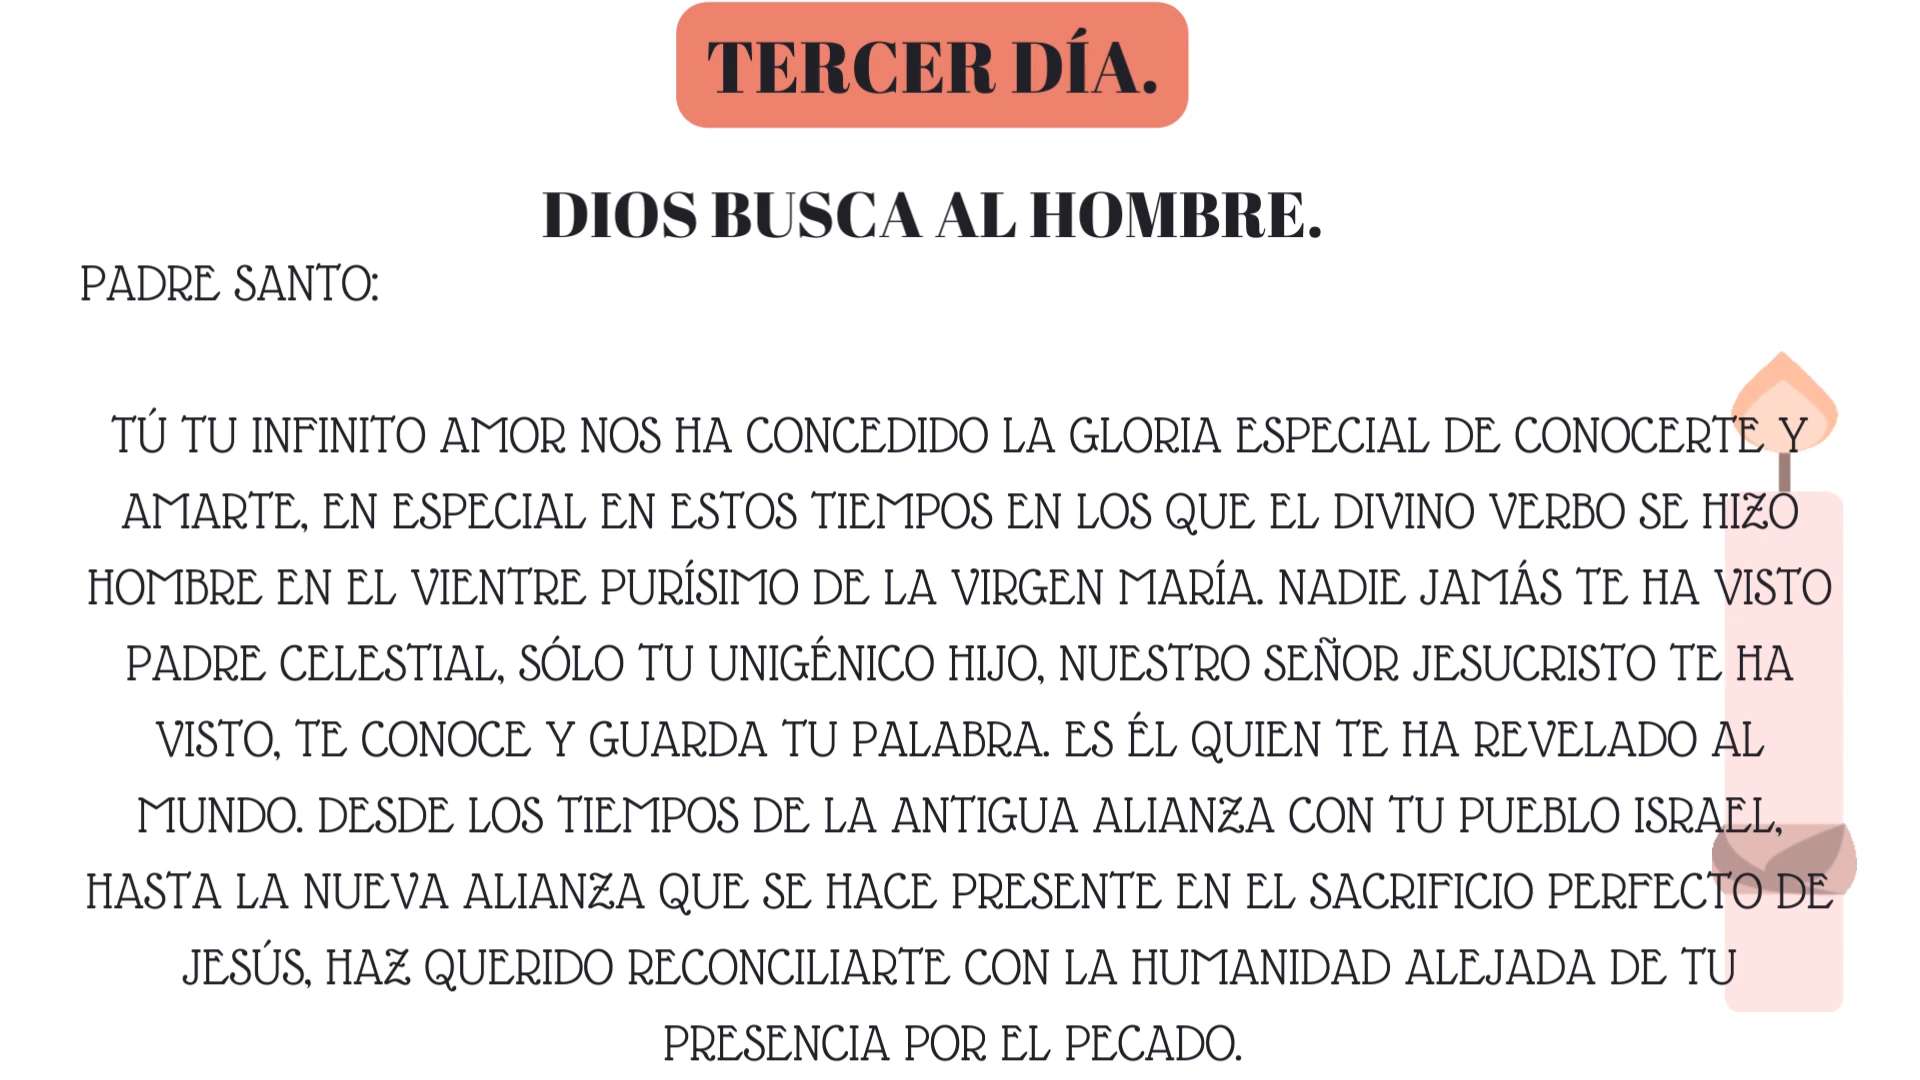 TERCER DÍA.
DIOS BUSCA AL HOMBRE.
PADRE SANTO:
TÚ TU INFINITO AMOR NOS HA CONCEDIDO LA GLORIA ESPECIAL DE CONOCERTE Y
AMARTE, EN ESPECIAL EN ESTOS TIEMPOS EN LOS QUE EL DIVINO VERBO SE HIZO
HOMBRE EN EL VIENTRE PURÍSIMO DE LA VIRGEN MARÍA. NADIE JAMÁS TE HA VISTO
PADRE CELESTIAL, SÓLO TU UNIGÉNICO HIJO, NUESTRO SEÑOR JESUCRISTO TE HA
VISTO, TE CONOCE Y GUARDA TU PALABRA. ES ÉL QUIEN TE HA REVELADO AL
MUNDO. DESDE LOS TIEMPOS DE LA ANTIGUA ALIANZA CON TU PUEBLO ISRAEL,
HASTA LA NUEVA ALIANZA QUE SE HACE PRESENTE EN EL SACRIFICIO PERFECTO DE
JESÚS, HAZ QUERIDO RECONCILIARTE CON LA HUMANIDAD ALEJADA DE TU
PRESENCIA POR EL PECADO.